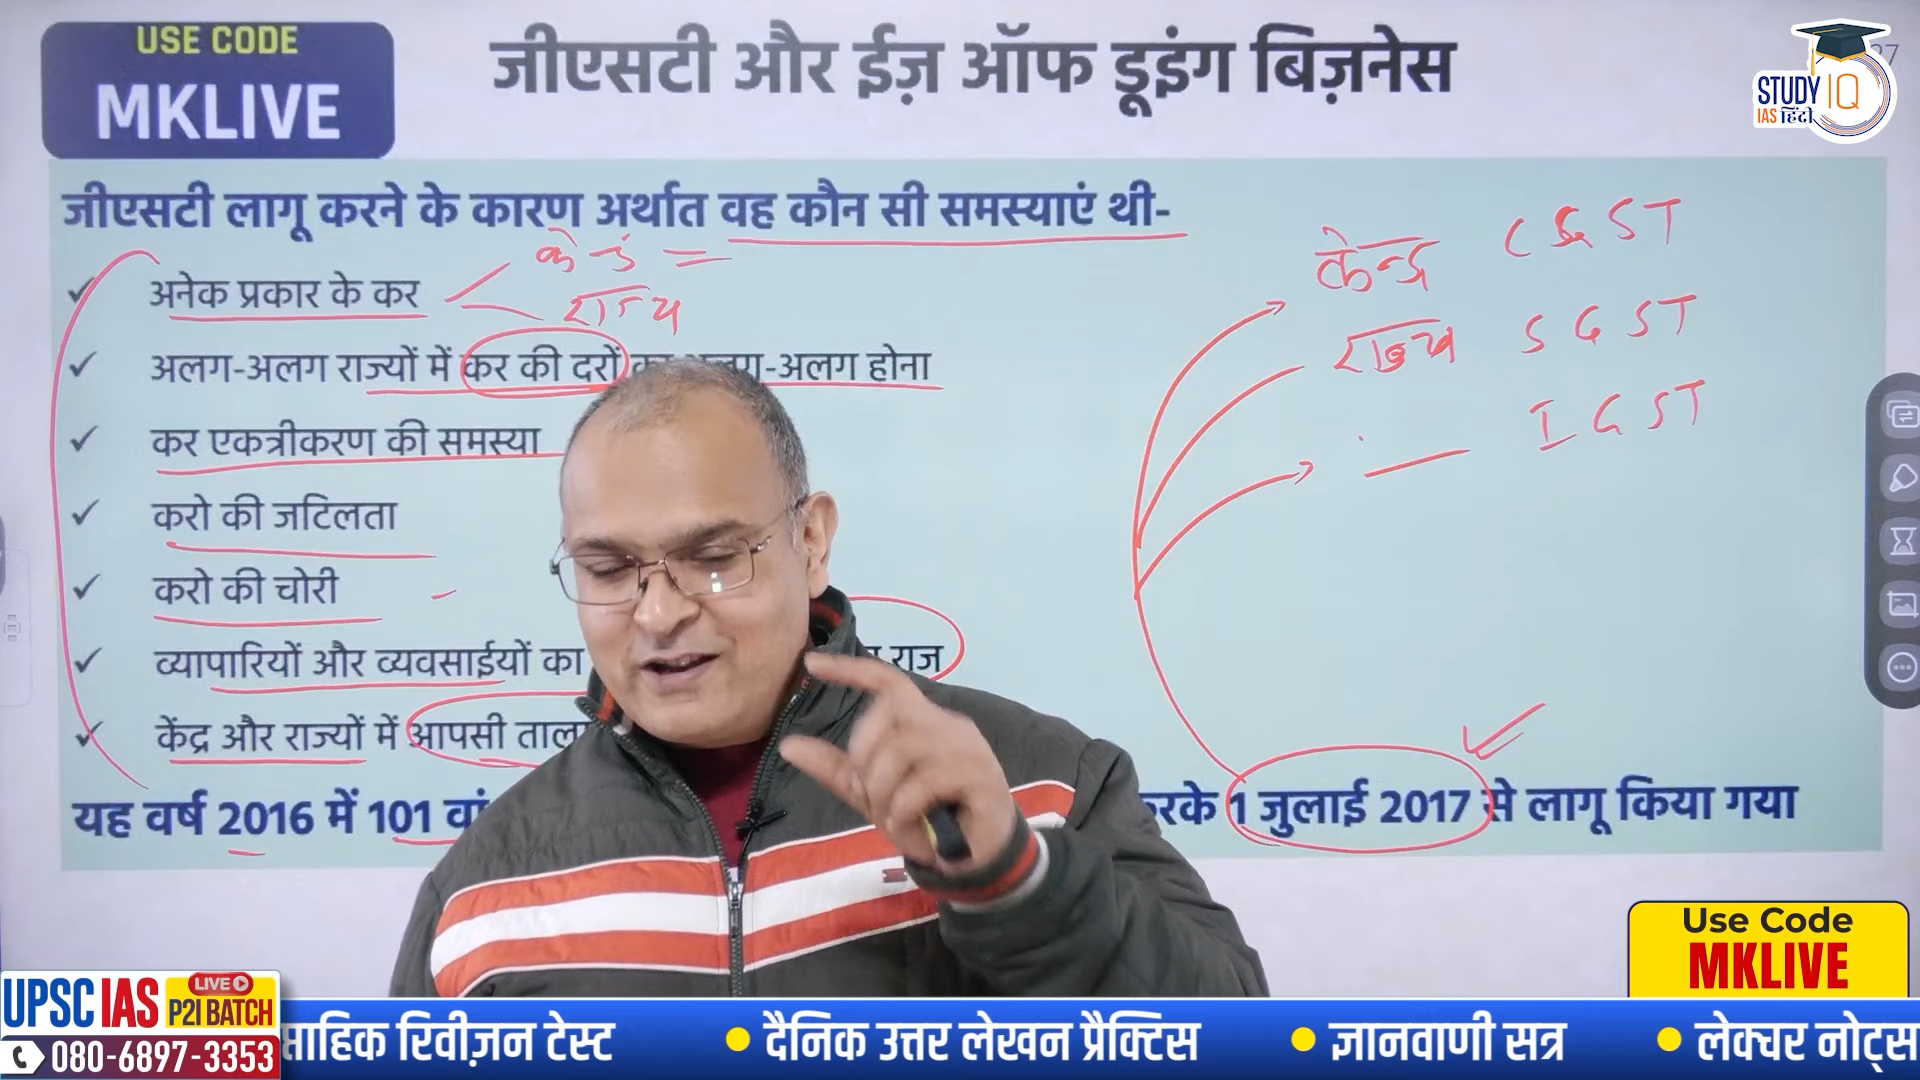 USE CODE
MKLIVE
जीएसटी और ईज़ ऑफ डूइंग बिज़नेस
27
STUDY IQ
IAS हिंदी
जीएसटी लागू करने के कारण अर्थात वह कौन सी समस्याएं थी-
✓ अनेक प्रकार के कर
राज्य
केन्द्र CGST
✓ अलग-अलग राज्यों में कर की दरों अलग-अलग होना
राज्य SGST
✓ कर एकत्रीकरण की समस्या
IGST
✓ करो की जटिलता
✓ करो की चोरी
✓ व्यापारियों और व्यवसाईयों का राज
✓ केंद्र और राज्यों में आपसी
यह वर्ष 2016 में 101 वां 1 जुलाई 2017 से लागू किया गया
Use Code
MKLIVE
UPSC IAS LIVE P2I BATCH
080-6897-3353
रिवीज़न टेस्ट • दैनिक उत्तर लेखन प्रैक्टिस • ज्ञानवाणी सत्र • लेक्चर नोट्स